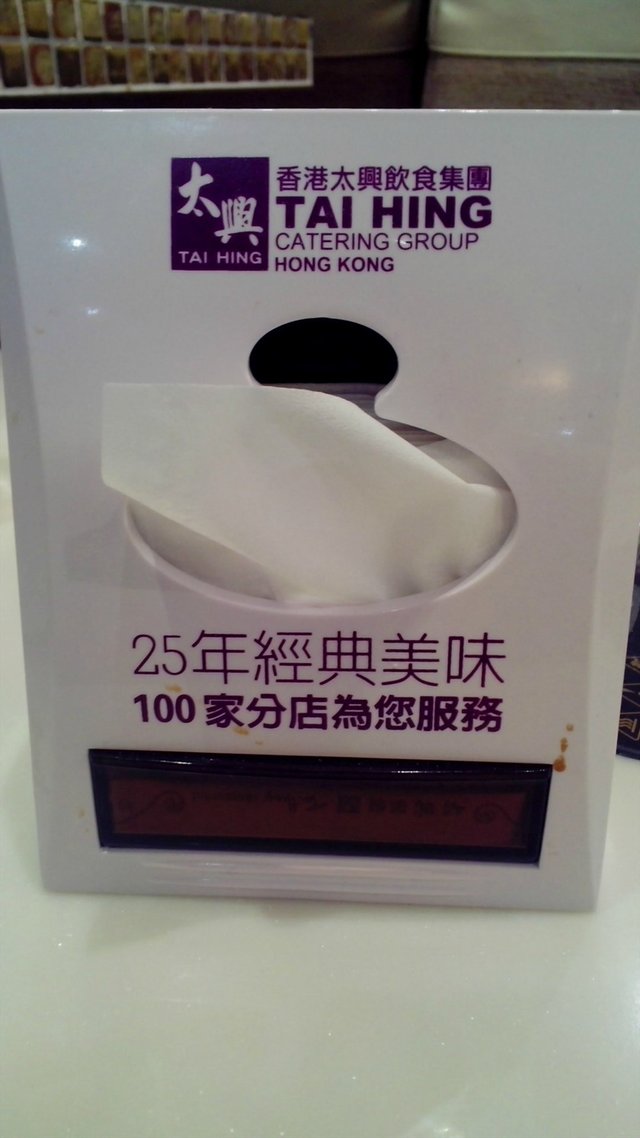 太興
TAI HING
香港太興飲食集團
TAI HING
CATERING GROUP
HONG KONG
25年經典美味
100家分店為您服務